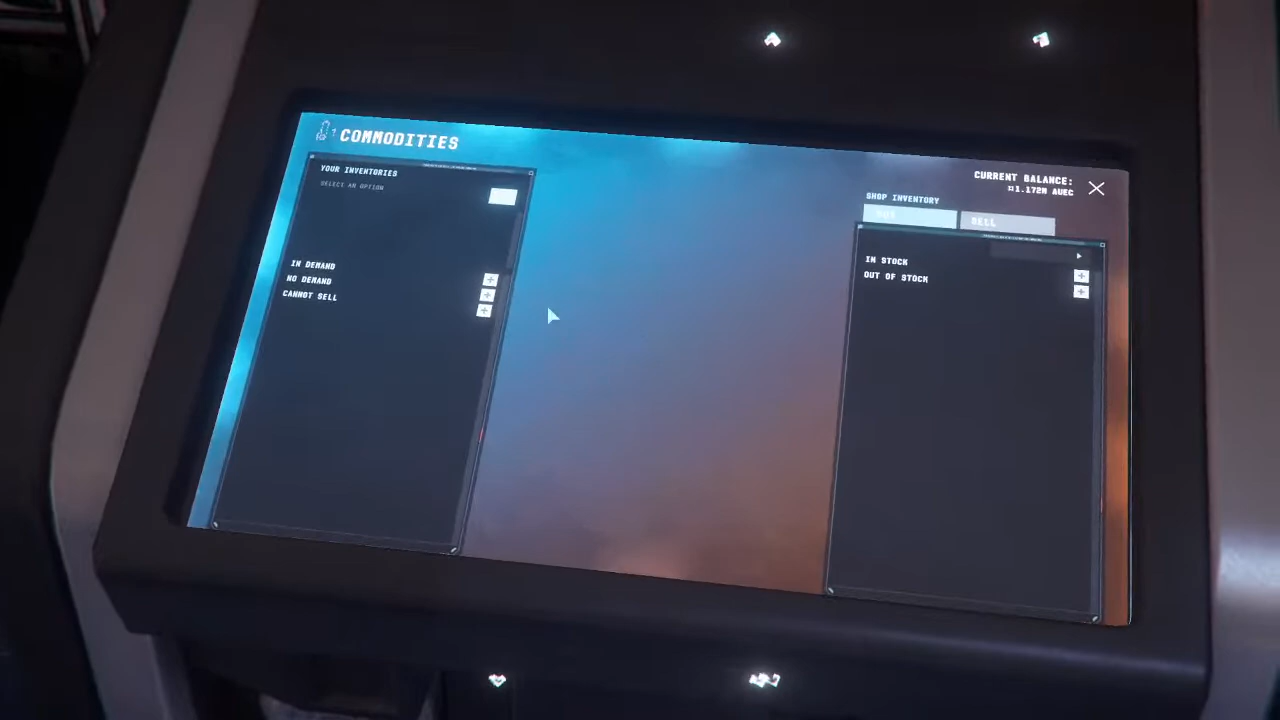 COMMODITIES
YOUR INVENTORIES
SELECT AN OPTION
IN DEMAND
NO DEMAND
CANNOT SELL
CURRENT BALANCE:
¤1.172M AUEC
SHOP INVENTORY
BUY
SELL
IN STOCK
OUT OF STOCK